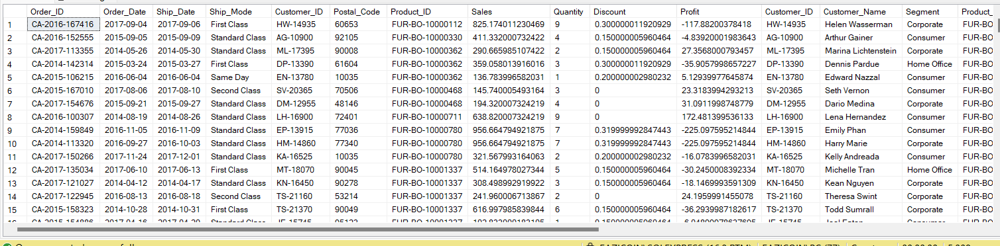 Order_ID Order_Date Ship_Date Ship_Mode Customer_ID Postal_Code Product_ID Sales Quantity Discount Profit Customer_ID Customer_Name Segment Product_
1 CA-2016-167416 2017-09-04 2017-09-06 First Class HW-14935 60653 FUR-BO-10000112 825.174011230469 9 0.300000011920929 -117.88200378418 HW-14935 Helen Wasserman Corporate FUR-BO
2 CA-2016-152555 2015-09-05 2015-09-09 Standard Class AG-10900 92105 FUR-BO-10000330 411.332000732422 4 0.150000005960464 -4.83920001983643 AG-10900 Arthur Gainer Consumer FUR-BO
3 CA-2017-113355 2014-05-26 2014-05-30 Standard Class ML-17395 90008 FUR-BO-10000362 290.665985107422 2 0.150000005960464 27.3568000793457 ML-17395 Marina Lichtenstein Corporate FUR-BO
4 CA-2014-142314 2015-03-24 2015-03-27 First Class DP-13390 61604 FUR-BO-10000362 359.058013916016 3 0.300000011920929 -35.9057998657227 DP-13390 Dennis Pardue Home Office FUR-BO
5 CA-2015-106215 2016-06-04 2016-06-04 Same Day EN-13780 10035 FUR-BO-10000362 136.783996582031 1 0.200000002980232 5.12939977645874 EN-13780 Edward Nazzal Consumer FUR-BO
6 CA-2015-167010 2017-08-06 2017-08-10 Second Class SV-20365 70506 FUR-BO-10000468 145.740005493164 3 0 23.3183994293213 SV-20365 Seth Vernon Consumer FUR-BO
7 CA-2017-154676 2015-09-21 2015-09-27 Standard Class DM-12955 48146 FUR-BO-10000468 194.320007324219 4 0 31.0911998748779 DM-12955 Dario Medina Corporate FUR-BO
8 CA-2016-100307 2014-08-19 2014-08-26 Standard Class LH-16900 72401 FUR-BO-10000711 638.820007324219 9 0 172.481399536133 LH-16900 Lena Hernandez Consumer FUR-BO
9 CA-2014-159849 2016-11-05 2016-11-09 Standard Class EP-13915 77036 FUR-BO-10000780 956.664794921875 7 0.319999992847443 -225.097595214844 EP-13915 Emily Phan Consumer FUR-BO
10 CA-2014-113320 2016-09-27 2016-10-03 Standard Class HM-14860 77340 FUR-BO-10000780 956.664794921875 7 0.319999992847443 -225.097595214844 HM-14860 Harry Marie Corporate FUR-BO
11 CA-2017-150266 2017-11-24 2017-12-01 Standard Class KA-16525 10035 FUR-BO-10000780 321.567993164063 2 0.200000002980232 -16.0783996582031 KA-16525 Kelly Andreada Consumer FUR-BO
12 CA-2017-135034 2017-06-10 2017-06-13 First Class MT-18070 90045 FUR-BO-10001337 514.164978027344 5 0.150000005960464 -30.2450008392334 MT-18070 Michelle Tran Home Office FUR-BO
13 CA-2017-121027 2014-04-12 2014-04-17 Standard Class KN-16450 90278 FUR-BO-10001337 308.498992919922 3 0.150000005960464 -18.1469993591309 KN-16450 Kean Nguyen Corporate FUR-BO
14 CA-2017-122945 2016-08-13 2016-08-18 Second Class TS-21160 53214 FUR-BO-10001337 241.960006713867 2 0 24.1959991455078 TS-21160 Theresa Swint Corporate FUR-BO
15 CA-2015-158323 2014-10-28 2014-10-31 First Class TS-21370 90049 FUR-BO-10001337 616.997985839844 6 0.150000005960464 -36.2939987182617 TS-21370 Todd Sumrall Corporate FUR-BO